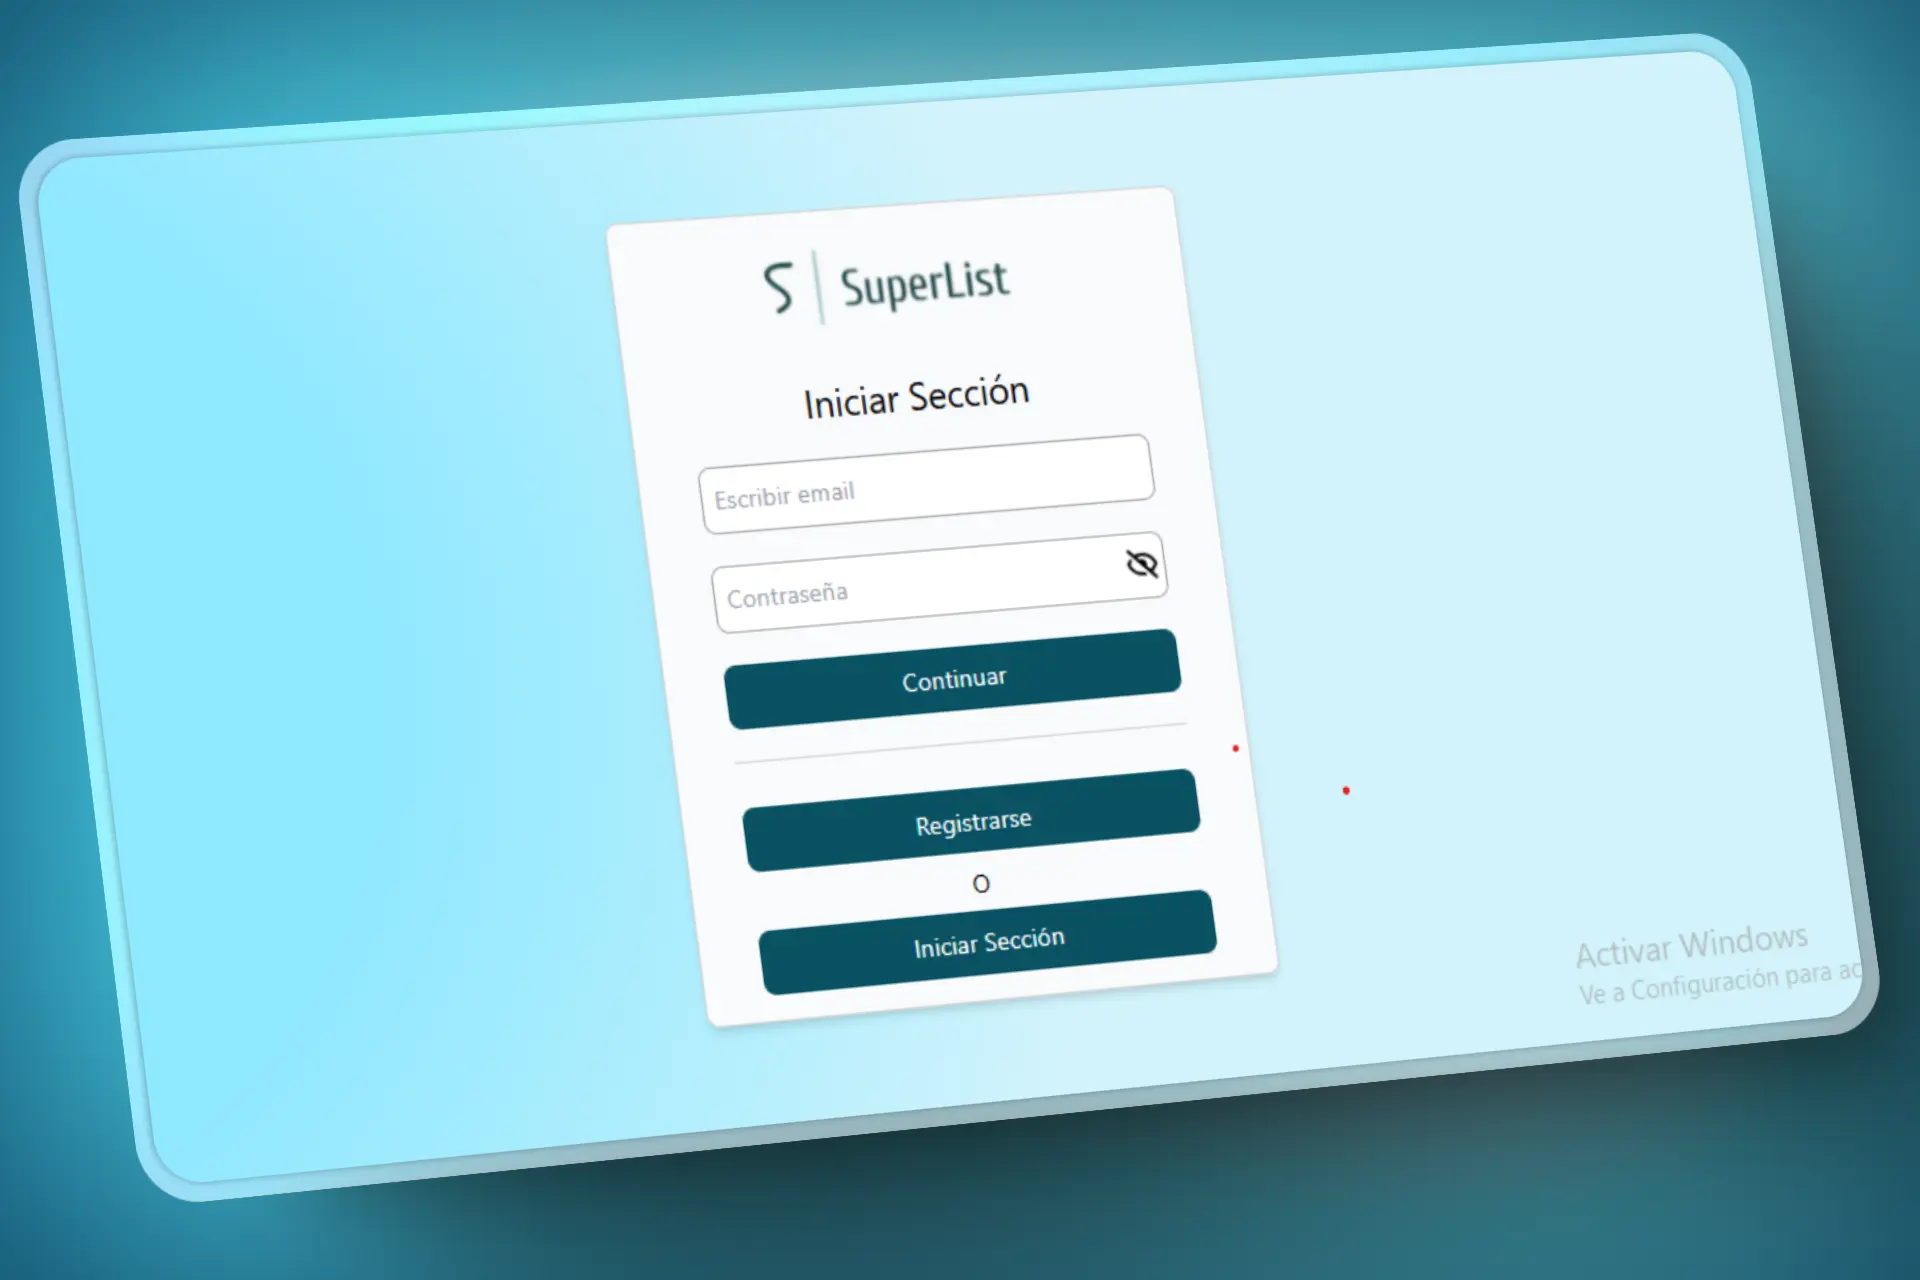 S | SuperList
Iniciar Sección
Escribir email
Contraseña
Continuar
Registrarse
O
Iniciar Sección
Activar Windows
Ve a Configuración para ac